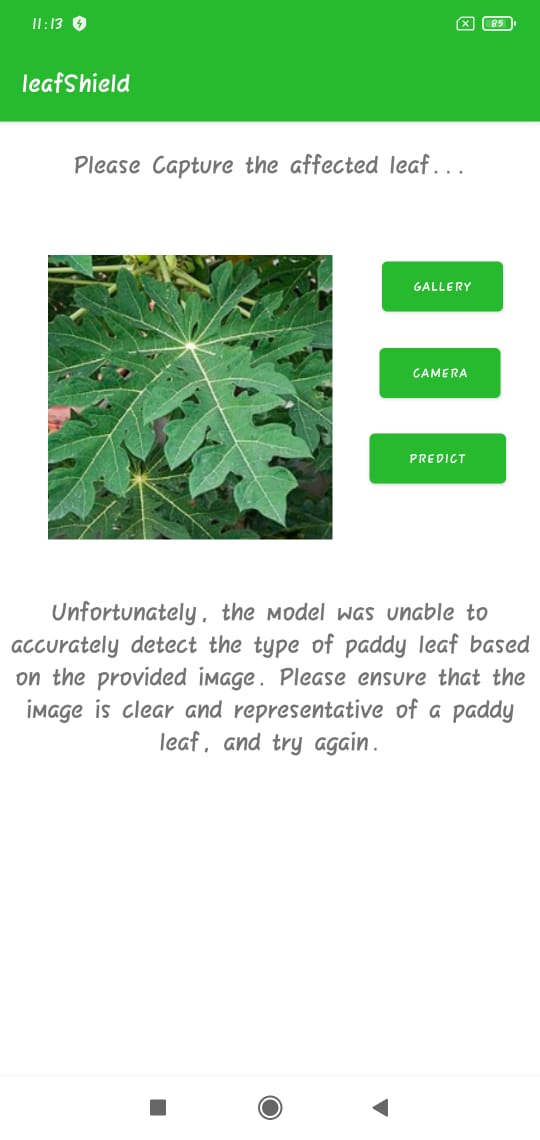 11:13
85
leafShield
Please Capture the affected leaf...
GALLERY
CAMERA
PREDICT
Unfortunately, the model was unable to
accurately detect the type of paddy leaf based
on the provided image. Please ensure that the
image is clear and representative of a paddy
leaf, and try again.